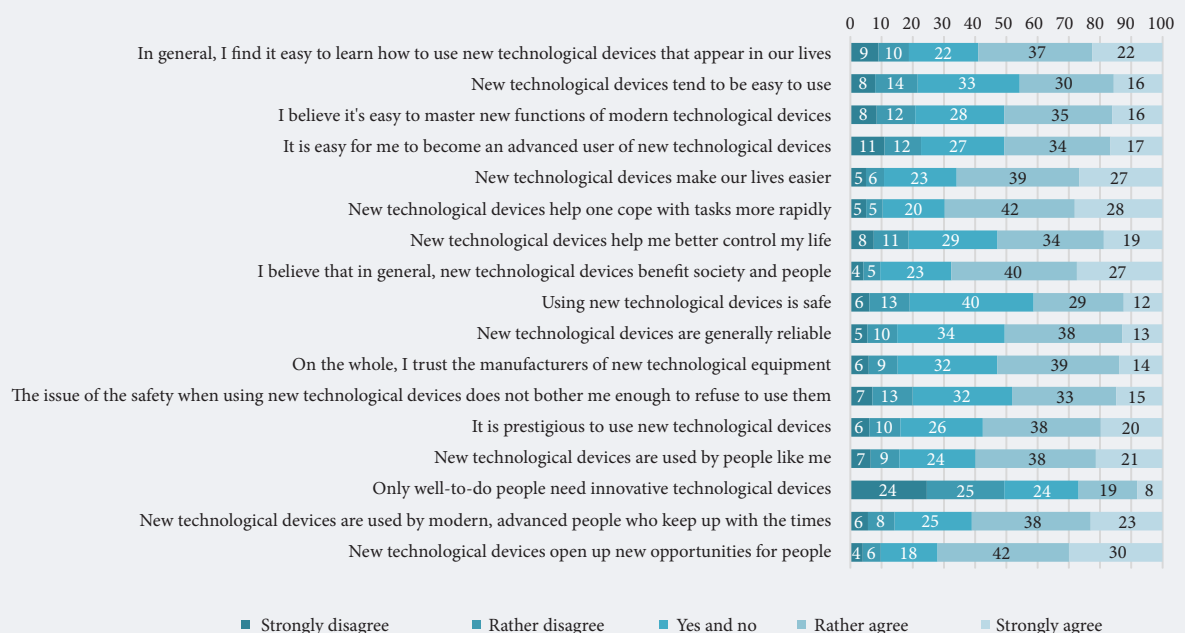 0 10 20 30 40 50 60 70 80 90 100
In general, I find it easy to learn how to use new technological devices that appear in our lives 9 10 22 37 22
New technological devices tend to be easy to use 8 14 33 30 16
I believe it's easy to master new functions of modern technological devices 8 12 28 35 16
It is easy for me to become an advanced user of new technological devices 11 12 27 34 17
New technological devices make our lives easier 5 6 23 39 27
New technological devices help one cope with tasks more rapidly 5 5 20 42 28
New technological devices help me better control my life 8 11 29 34 19
I believe that in general, new technological devices benefit society and people 4 5 23 40 27
Using new technological devices is safe 6 13 40 29 12
New technological devices are generally reliable 5 10 34 38 13
On the whole, I trust the manufacturers of new technological equipment 6 9 32 39 14
The issue of the safety when using new technological devices does not bother me enough to refuse to use them 7 13 32 33 15
It is prestigious to use new technological devices 6 10 26 38 20
New technological devices are used by people like me 7 9 24 38 21
Only well-to-do people need innovative technological devices 24 25 24 19 8
New technological devices are used by modern, advanced people who keep up with the times 6 8 25 38 23
New technological devices open up new opportunities for people 4 6 18 42 30
Strongly disagree Rather disagree Yes and no Rather agree Strongly agree